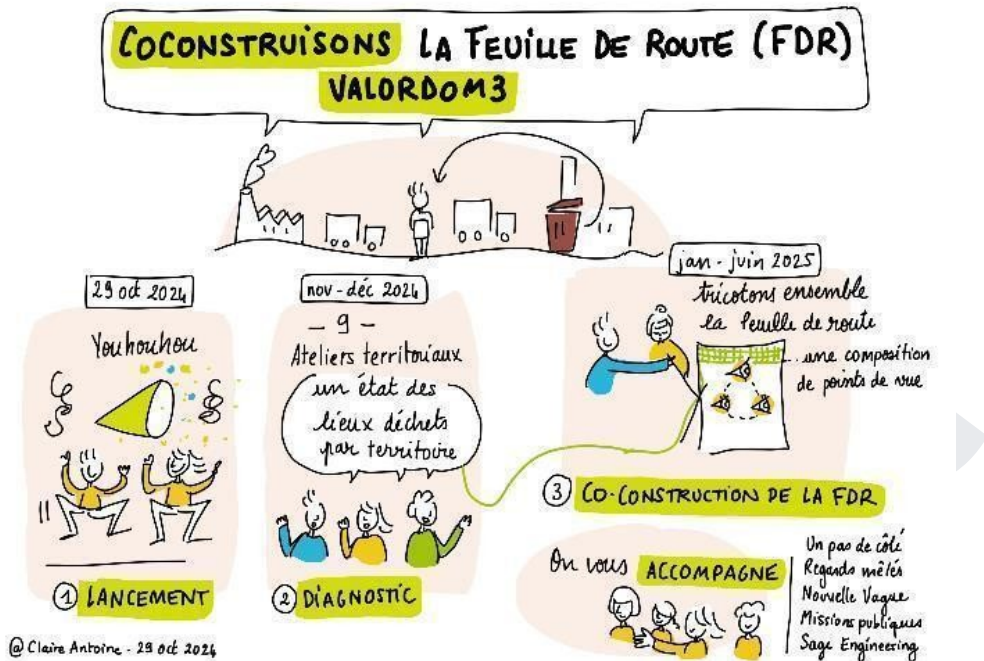 COCONSTRUISONS LA FEUILLE DE ROUTE (FDR)
VALORDOM3
29 oct 2024
Youhouhou
① LANCEMENT
nov-déc 2024
- 9 -
Ateliers territoriaux
un état des
lieux déchets
par territoire
② DIAGNOSTIC
jan-juin 2025
tricotons ensemble
la feuille de route
...une composition
de points de vue
③ CO-CONSTRUCTION DE LA FDR
On vous ACCOMPAGNE
Un pas de côté
Regards mêlés
Nouvelle Vague
Missions publiques
Sage Engineering
@Claire Antoine - 29 oct 2024